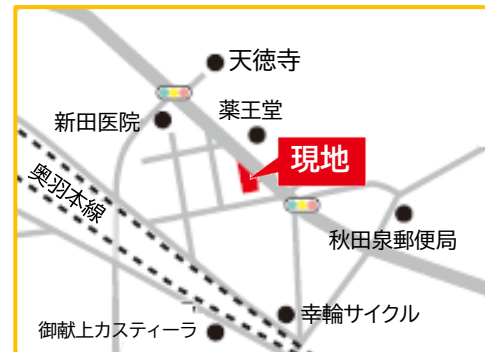 天徳寺
薬王堂
新田医院
現地
奥羽本線
秋田泉郵便局
幸輪サイクル
御献上カスティーラ